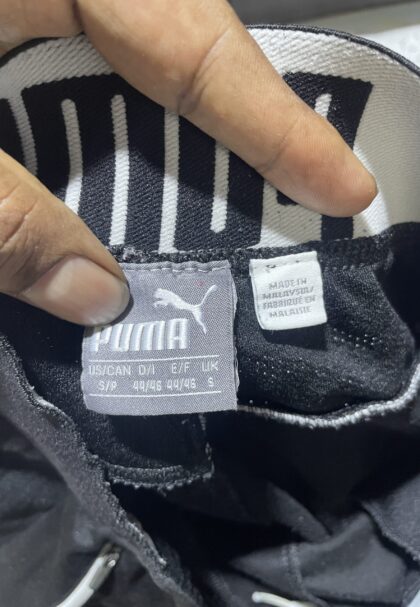 PUMA
US/CAN D/I E/F UK
S/P 44/46 44/46 S
MADE IN
MALAYSIA/
FABRIQUÉ EN
MALAISIE